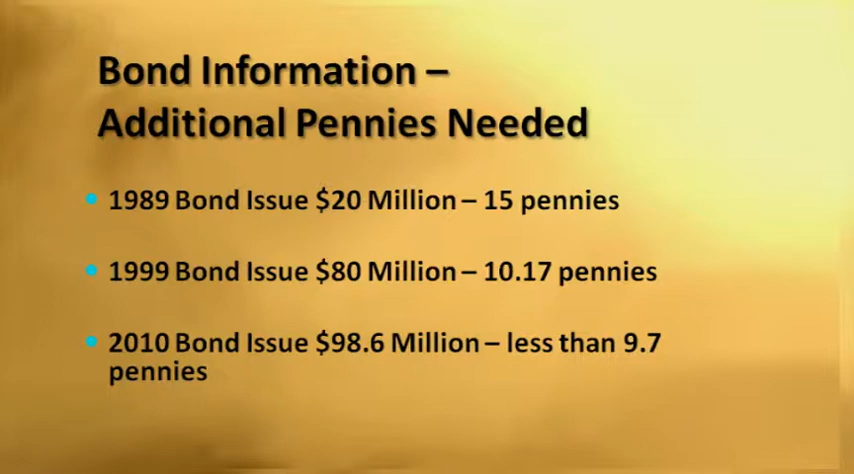 Bond Information –
Additional Pennies Needed
1989 Bond Issue $20 Million – 15 pennies
1999 Bond Issue $80 Million – 10.17 pennies
2010 Bond Issue $98.6 Million – less than 9.7
pennies